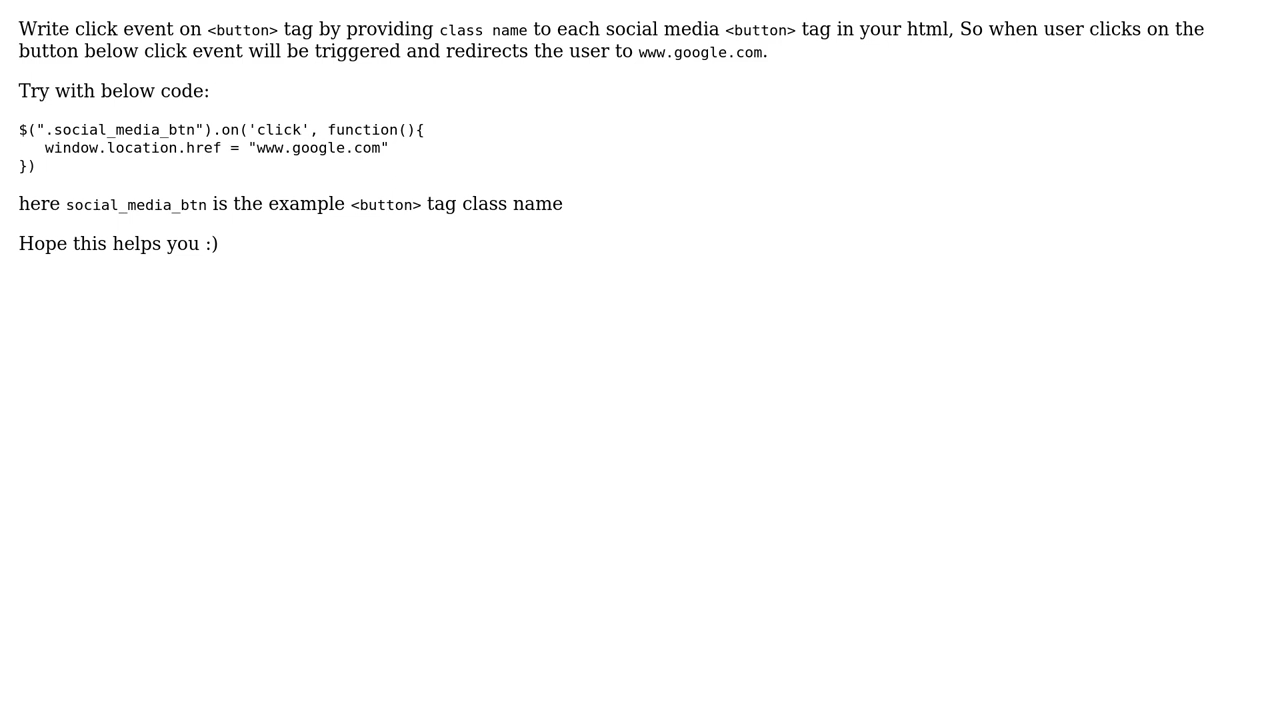 Write click event on <button> tag by providing class name to each social media <button> tag in your html, So when user clicks on the
button below click event will be triggered and redirects the user to www.google.com.
Try with below code:
$(".social_media_btn").on('click', function(){
   window.location.href = "www.google.com"
})
here social_media_btn is the example <button> tag class name
Hope this helps you :)